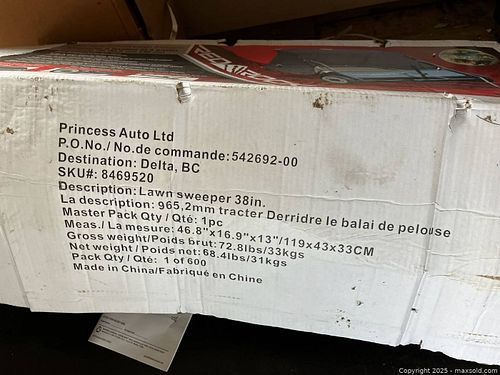 Princess Auto Ltd
P.O.No./ No.de commande:542692-00
Destination: Delta, BC
SKU#: 8469520
Description: Lawn sweeper 38in.
La description: 965,2mm tracter Derridre le balai de pelouse
Master Pack Qty / Qté: 1pc
Meas./ La mesure: 46.8"x16.9"x13"/119x43x33CM
Gross weight/Poids brut: 72.8lbs/33kgs
Net weight / Poids net: 68.4lbs/31kgs
Pack Qty / Qté: 1 of 600
Made in China/Fabriqué en Chine
Copyright © 2025 - maxsold.com